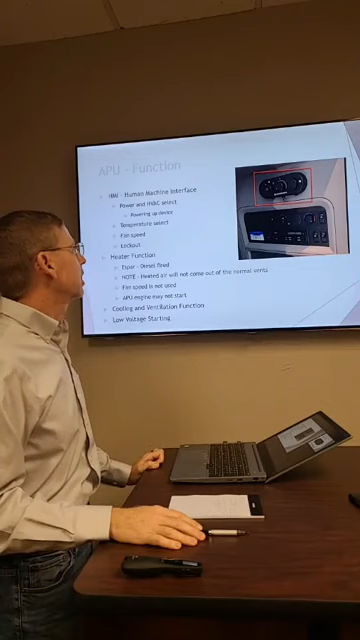 APU - Function
HMI - Human Machine Interface
Power and HVAC select
Powering up device
Temperature select
Fan speed
Lockout
Heater Function
Espar - Diesel fired
NOTE - Heated air will not come out of the normal vents
Fan speed is not used
APU engine may not start
Cooling and Ventilation Function
Low Voltage Starting